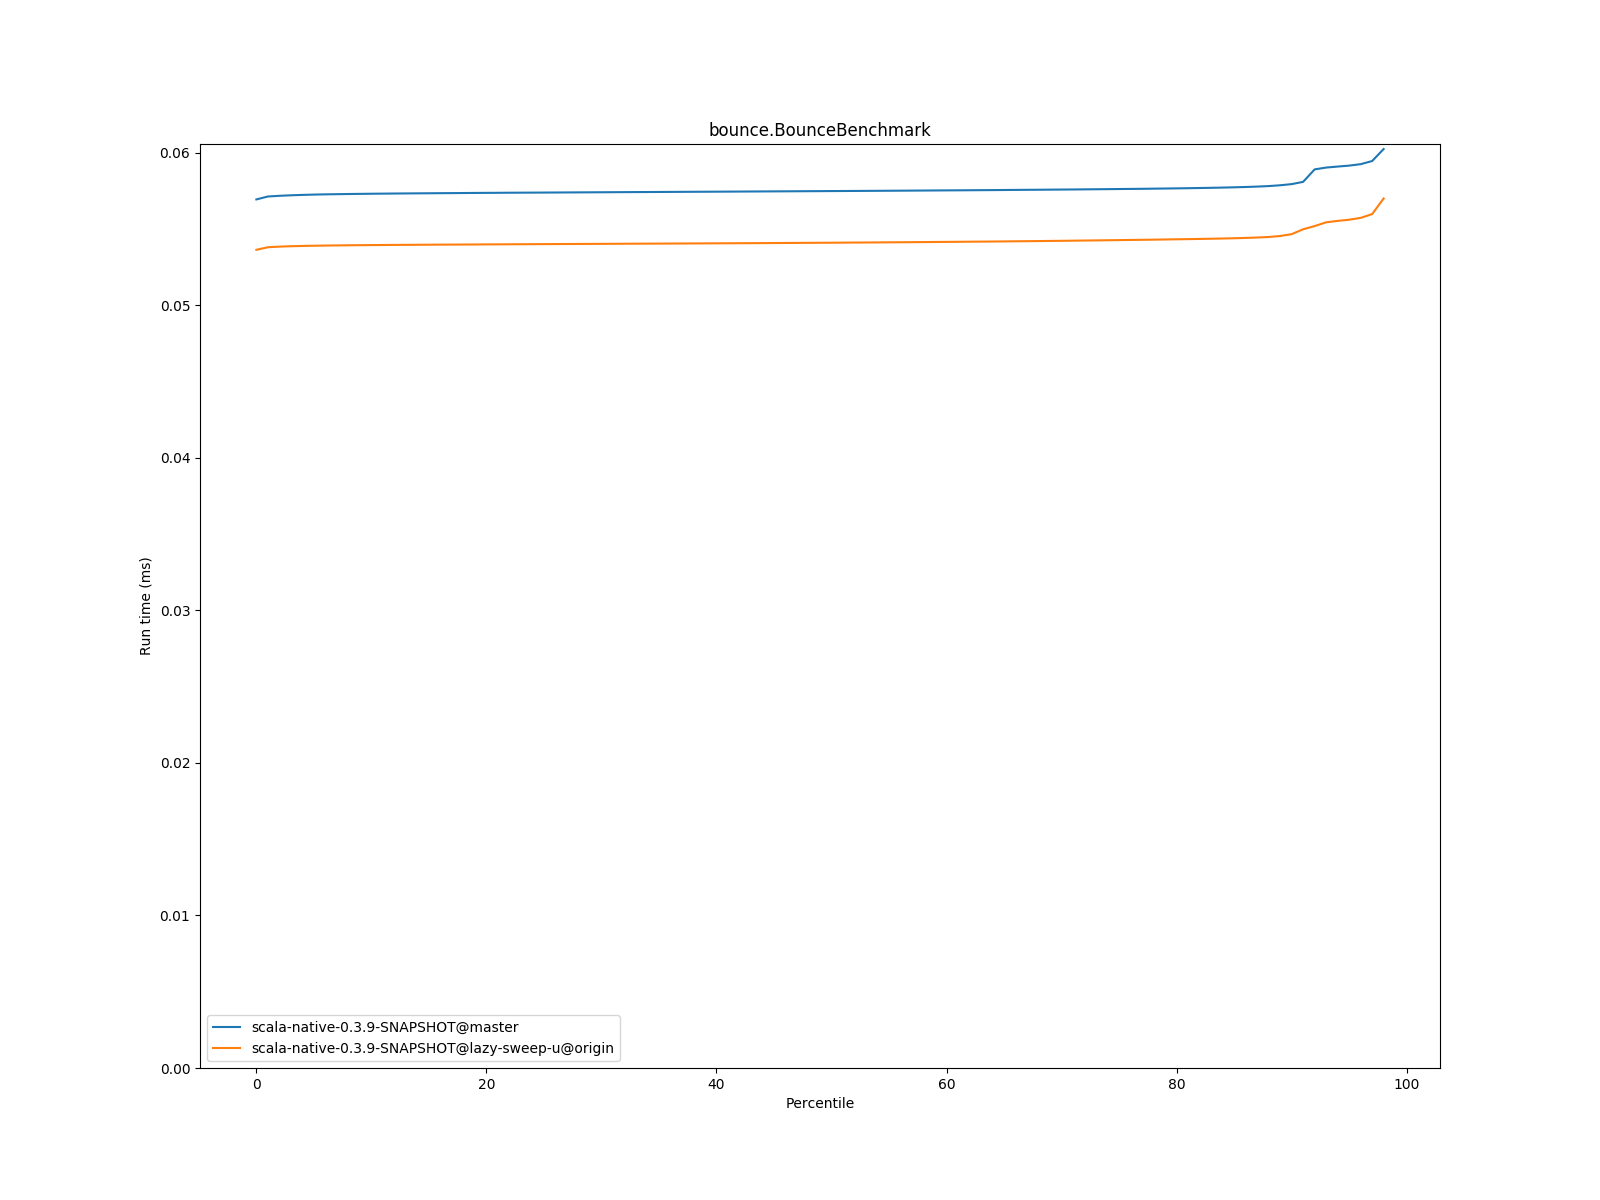 bounce.BounceBenchmark
0.06
0.05
0.04
0.03
0.02
0.01
0.00
Run time (ms)
scala-native-0.3.9-SNAPSHOT@master
scala-native-0.3.9-SNAPSHOT@lazy-sweep-u@origin
0 20 40 60 80 100
Percentile